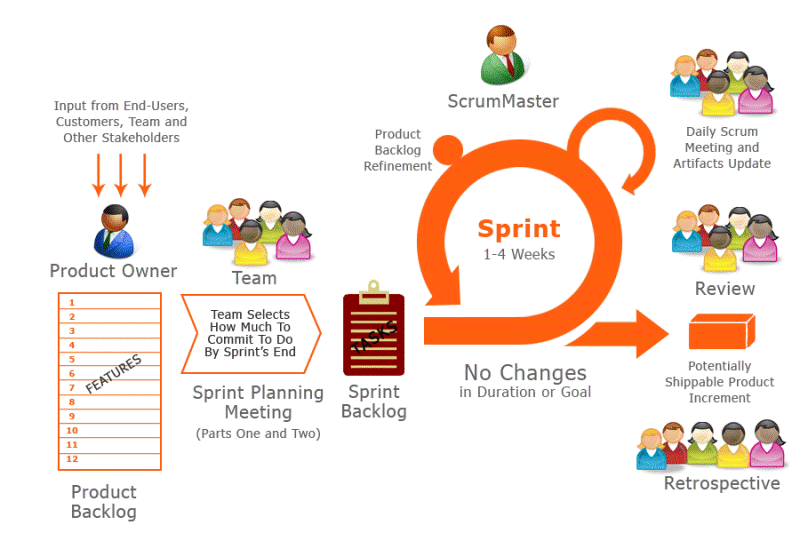 Input from End-Users,
Customers, Team and
Other Stakeholders
Product Owner
1
2
3
4
5
6
7
8
9
10
11
12
FEATURES
Product
Backlog
Team
Team Selects
How Much To
Commit To Do
By Sprint's End
Sprint Planning
Meeting
(Parts One and Two)
TASKS
Sprint
Backlog
ScrumMaster
Product
Backlog
Refinement
Sprint
1-4 Weeks
No Changes
in Duration or Goal
Daily Scrum
Meeting and
Artifacts Update
Review
Potentially
Shippable Product
Increment
Retrospective